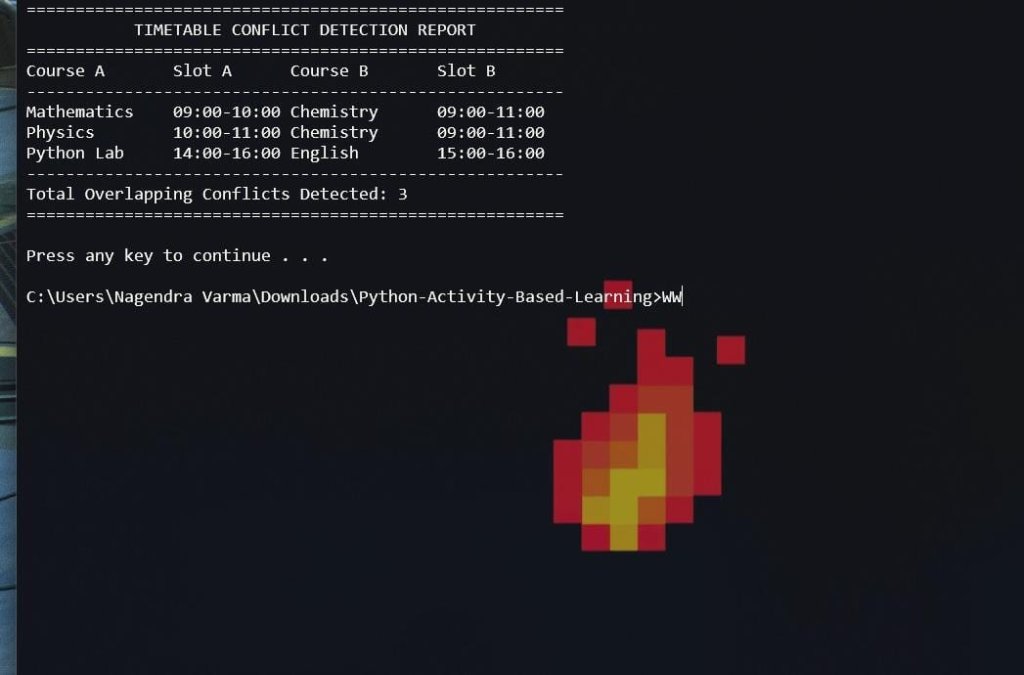 =======================================================
TIMETABLE CONFLICT DETECTION REPORT
=======================================================
Course A       Slot A      Course B       Slot B
-------------------------------------------------------
Mathematics    09:00-10:00 Chemistry      09:00-11:00
Physics        10:00-11:00 Chemistry      09:00-11:00
Python Lab     14:00-16:00 English        15:00-16:00
-------------------------------------------------------
Total Overlapping Conflicts Detected: 3
=======================================================
Press any key to continue . . .
C:\Users\Nagendra Varma\Downloads\Python-Activity-Based-Learning>WW